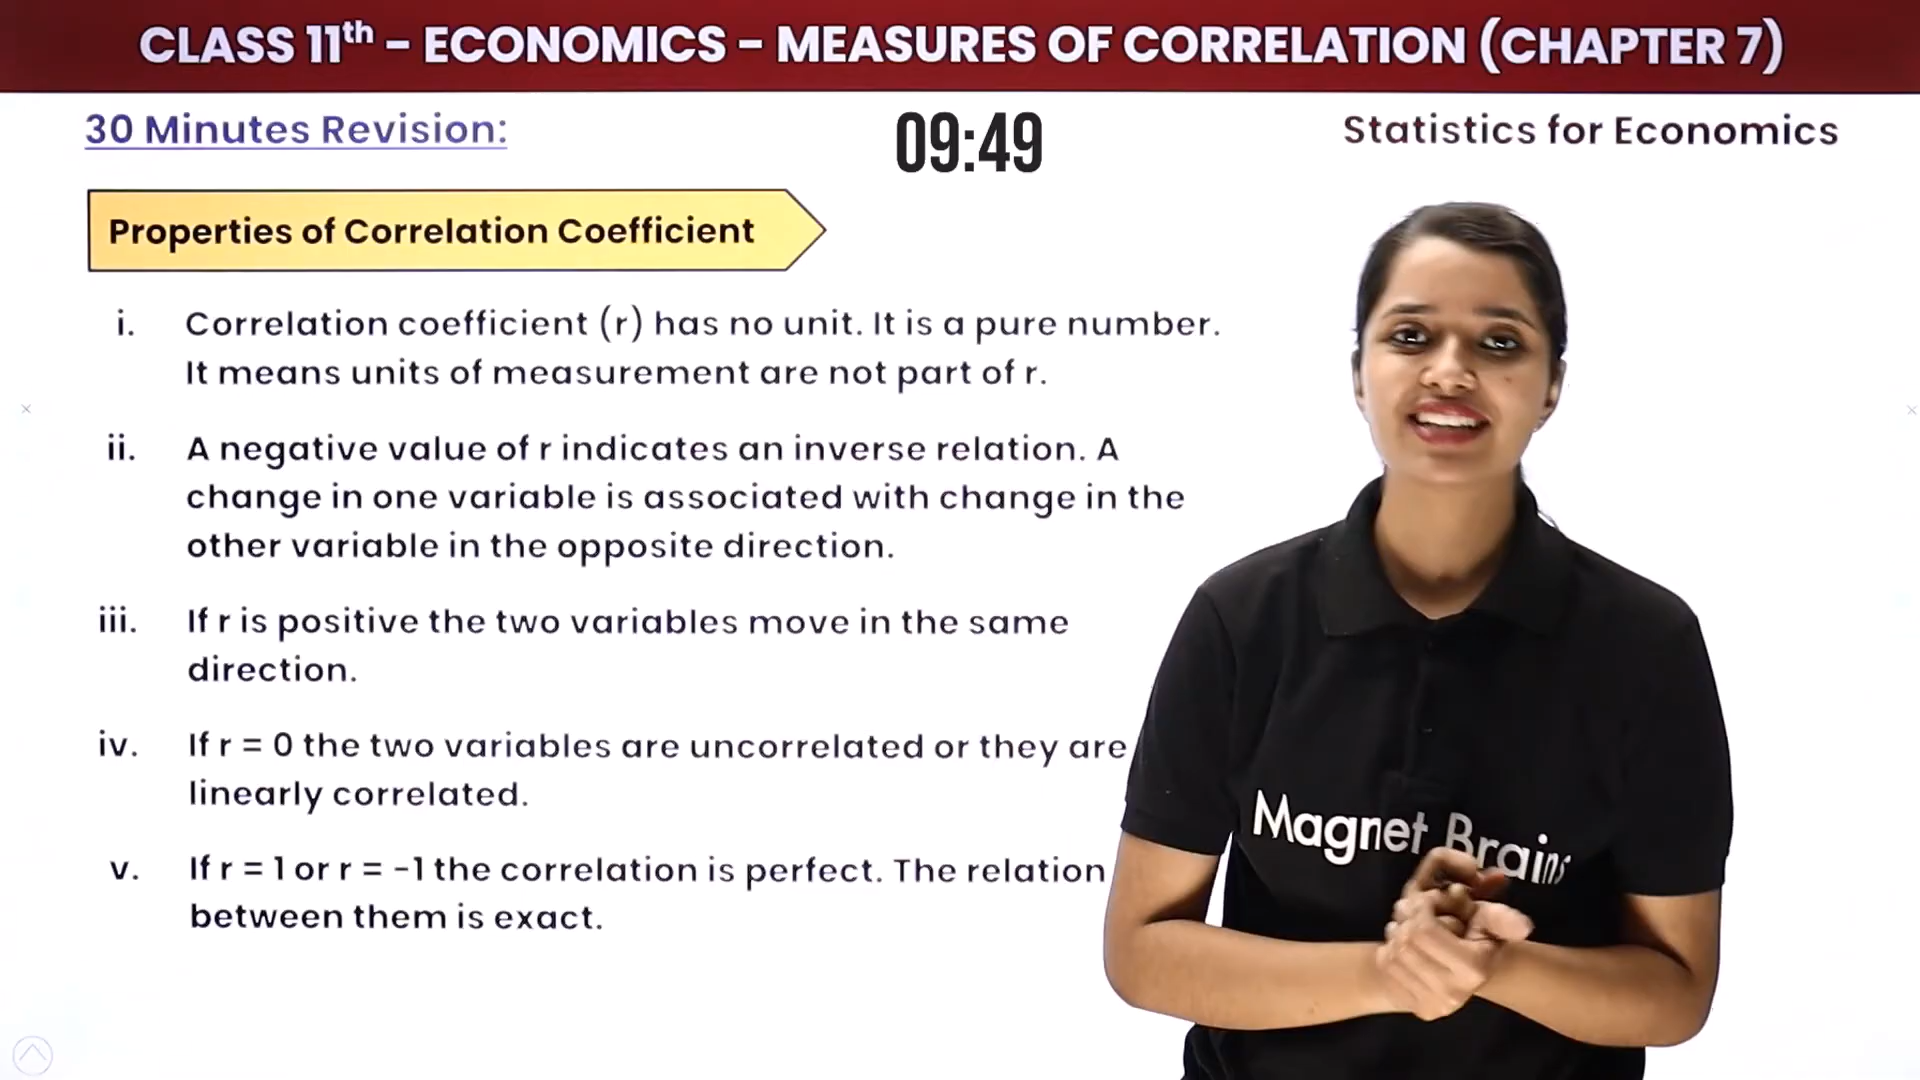 CLASS 11th – ECONOMICS – MEASURES OF CORRELATION (CHAPTER 7)
30 Minutes Revision:
09:49
Statistics for Economics
Properties of Correlation Coefficient
i. Correlation coefficient (r) has no unit. It is a pure number.
It means units of measurement are not part of r.
ii. A negative value of r indicates an inverse relation. A
change in one variable is associated with change in the
other variable in the opposite direction.
iii. If r is positive the two variables move in the same
direction.
iv. If r = 0 the two variables are uncorrelated or they are
linearly correlated.
v. If r = 1 or r = -1 the correlation is perfect. The relation
between them is exact.
Magnet Brains